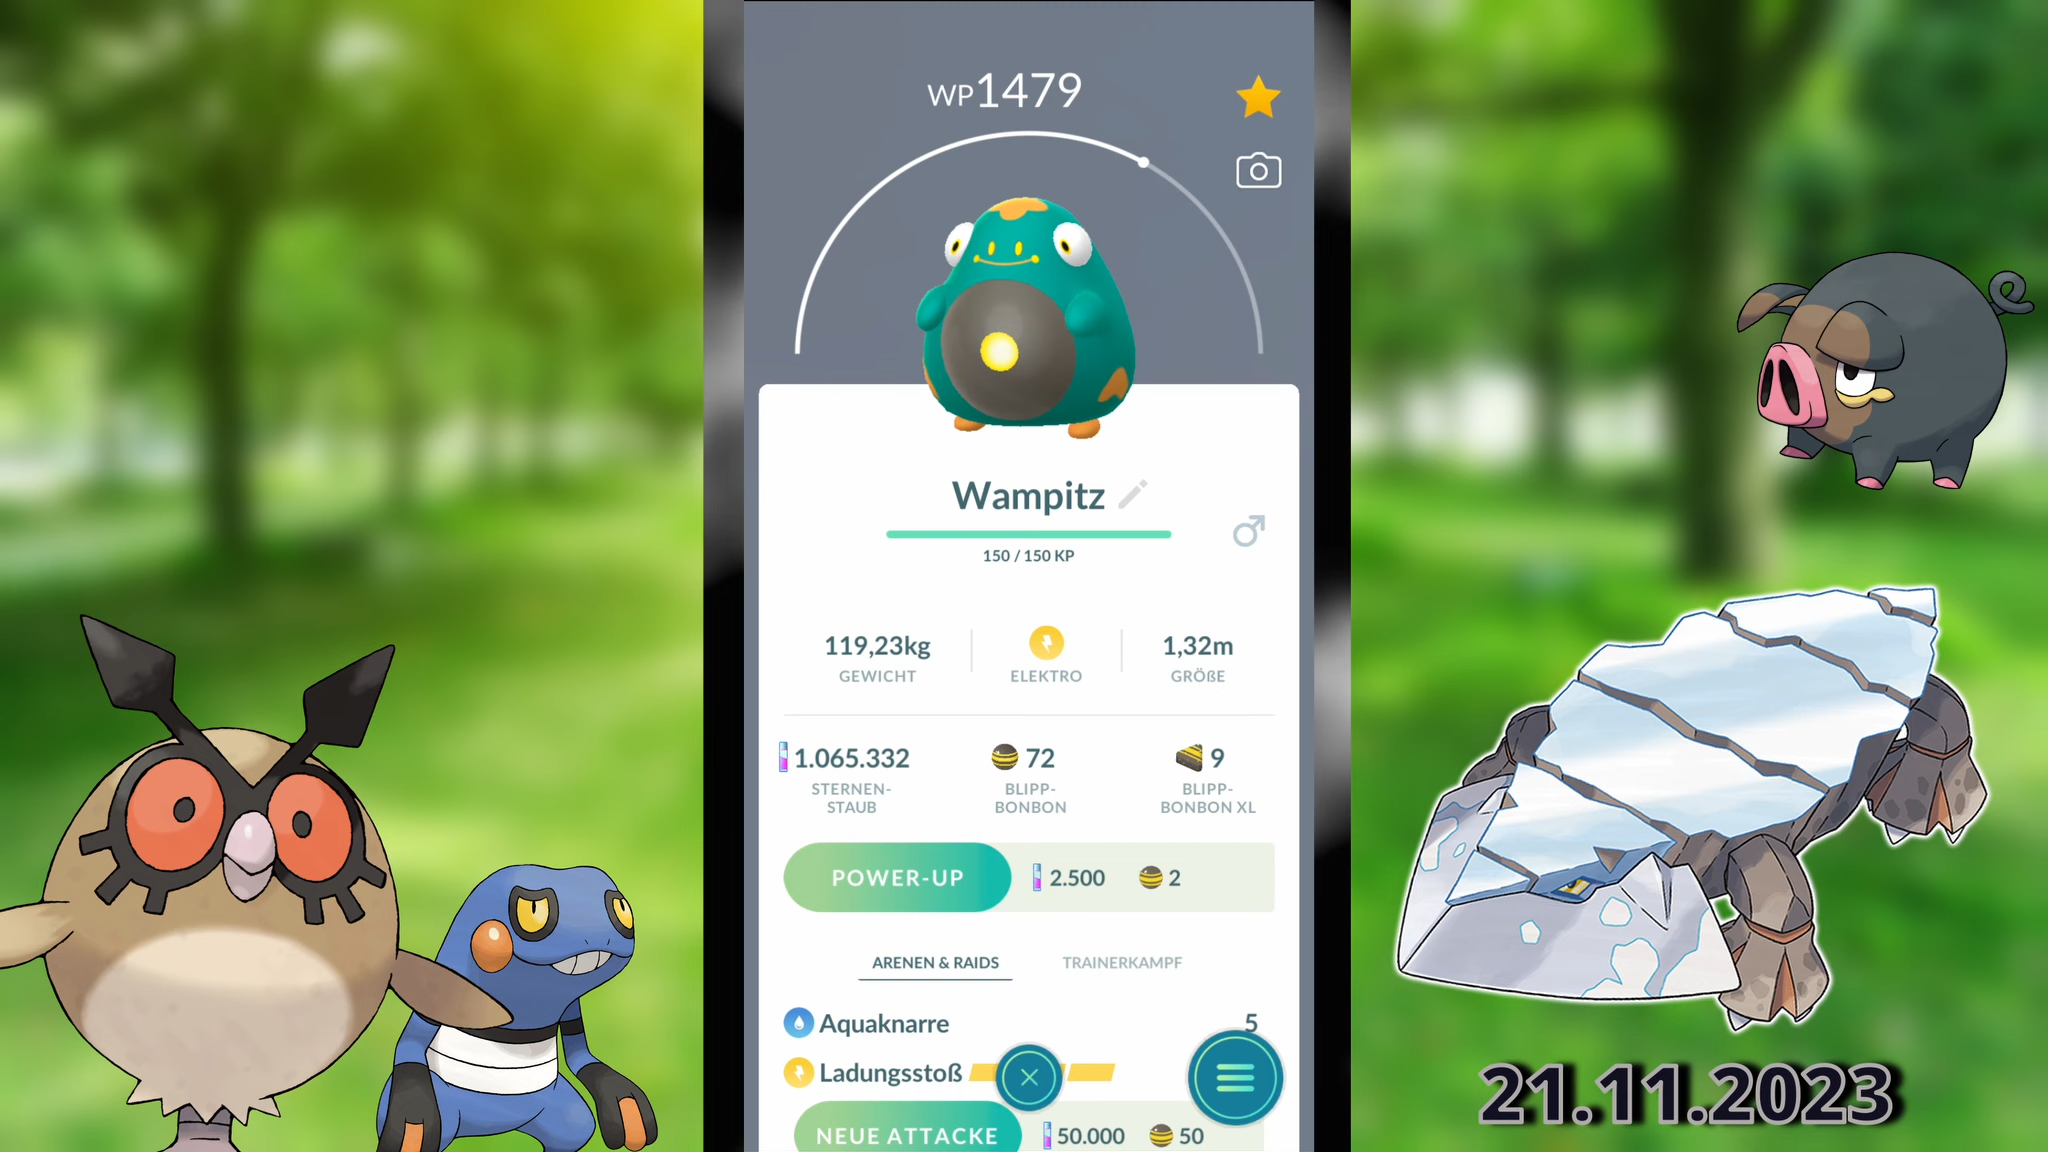 WP1479
Wampitz
150 / 150 KP
119,23kg
GEWICHT
ELEKTRO
1,32m
GRÖßE
1.065.332
STERNEN-
STAUB
72
BLIPP-
BONBON
9
BLIPP-
BONBON XL
POWER-UP 2.500 2
ARENEN & RAIDS TRAINERKAMPF
Aquaknarre 5
Ladungsstoß
NEUE ATTACKE 50.000 50
21.11.2023